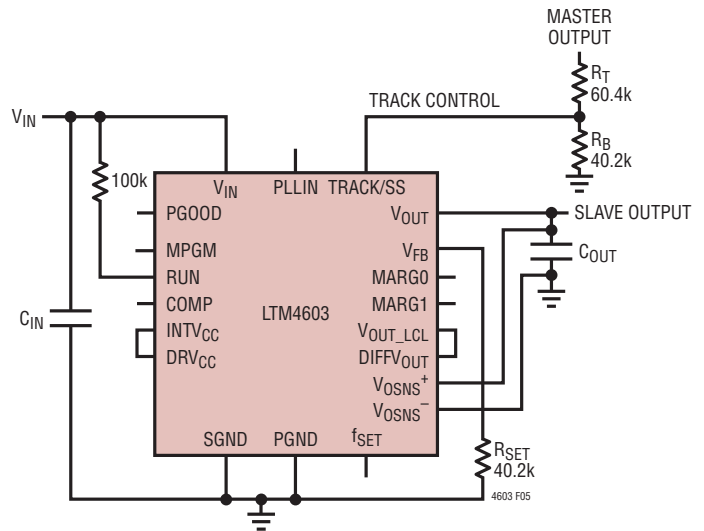 MASTER
OUTPUT
R_T
60.4k
TRACK CONTROL
R_B
40.2k
V_IN
100k
V_IN
PLLIN
TRACK/SS
PGOOD
V_OUT
SLAVE OUTPUT
MPGM
V_FB
C_OUT
RUN
MARG0
COMP
LTM4603
MARG1
C_IN
INTV_CC
V_OUT_LCL
DRV_CC
DIFFV_OUT
V_OSNS^+
V_OSNS^–
SGND
PGND
f_SET
R_SET
40.2k
4603 F05